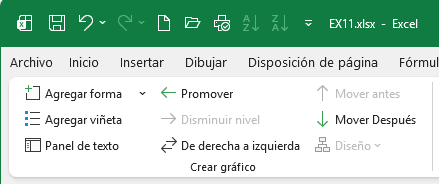 EX11.xlsx - Excel
Archivo Inicio Insertar Dibujar Disposición de página Fórmul
Agregar forma Promover Mover antes
Agregar viñeta Disminuir nivel Mover Después
Panel de texto De derecha a izquierda Diseño
Crear gráfico